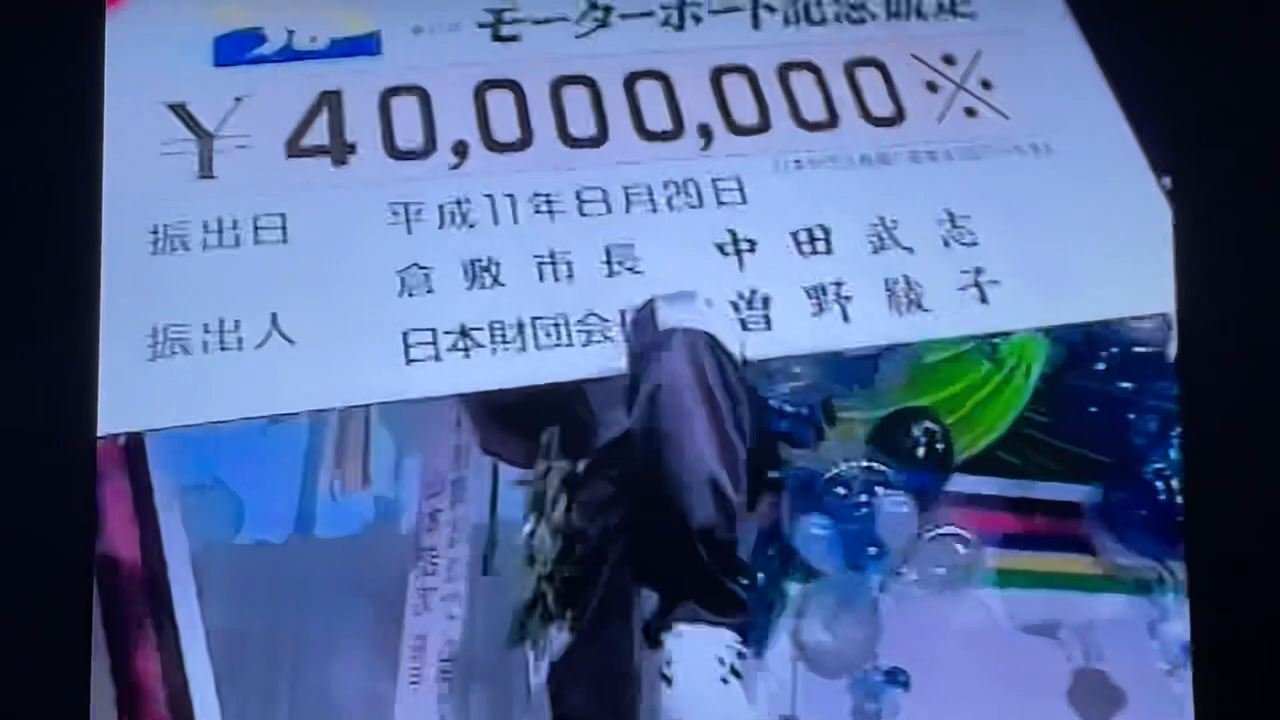 モーターボート記念限定
¥40,000,000※
振出日 平成11年8月29日
倉敷市長 中田武志
振出人 日本財団会 曽野綾子